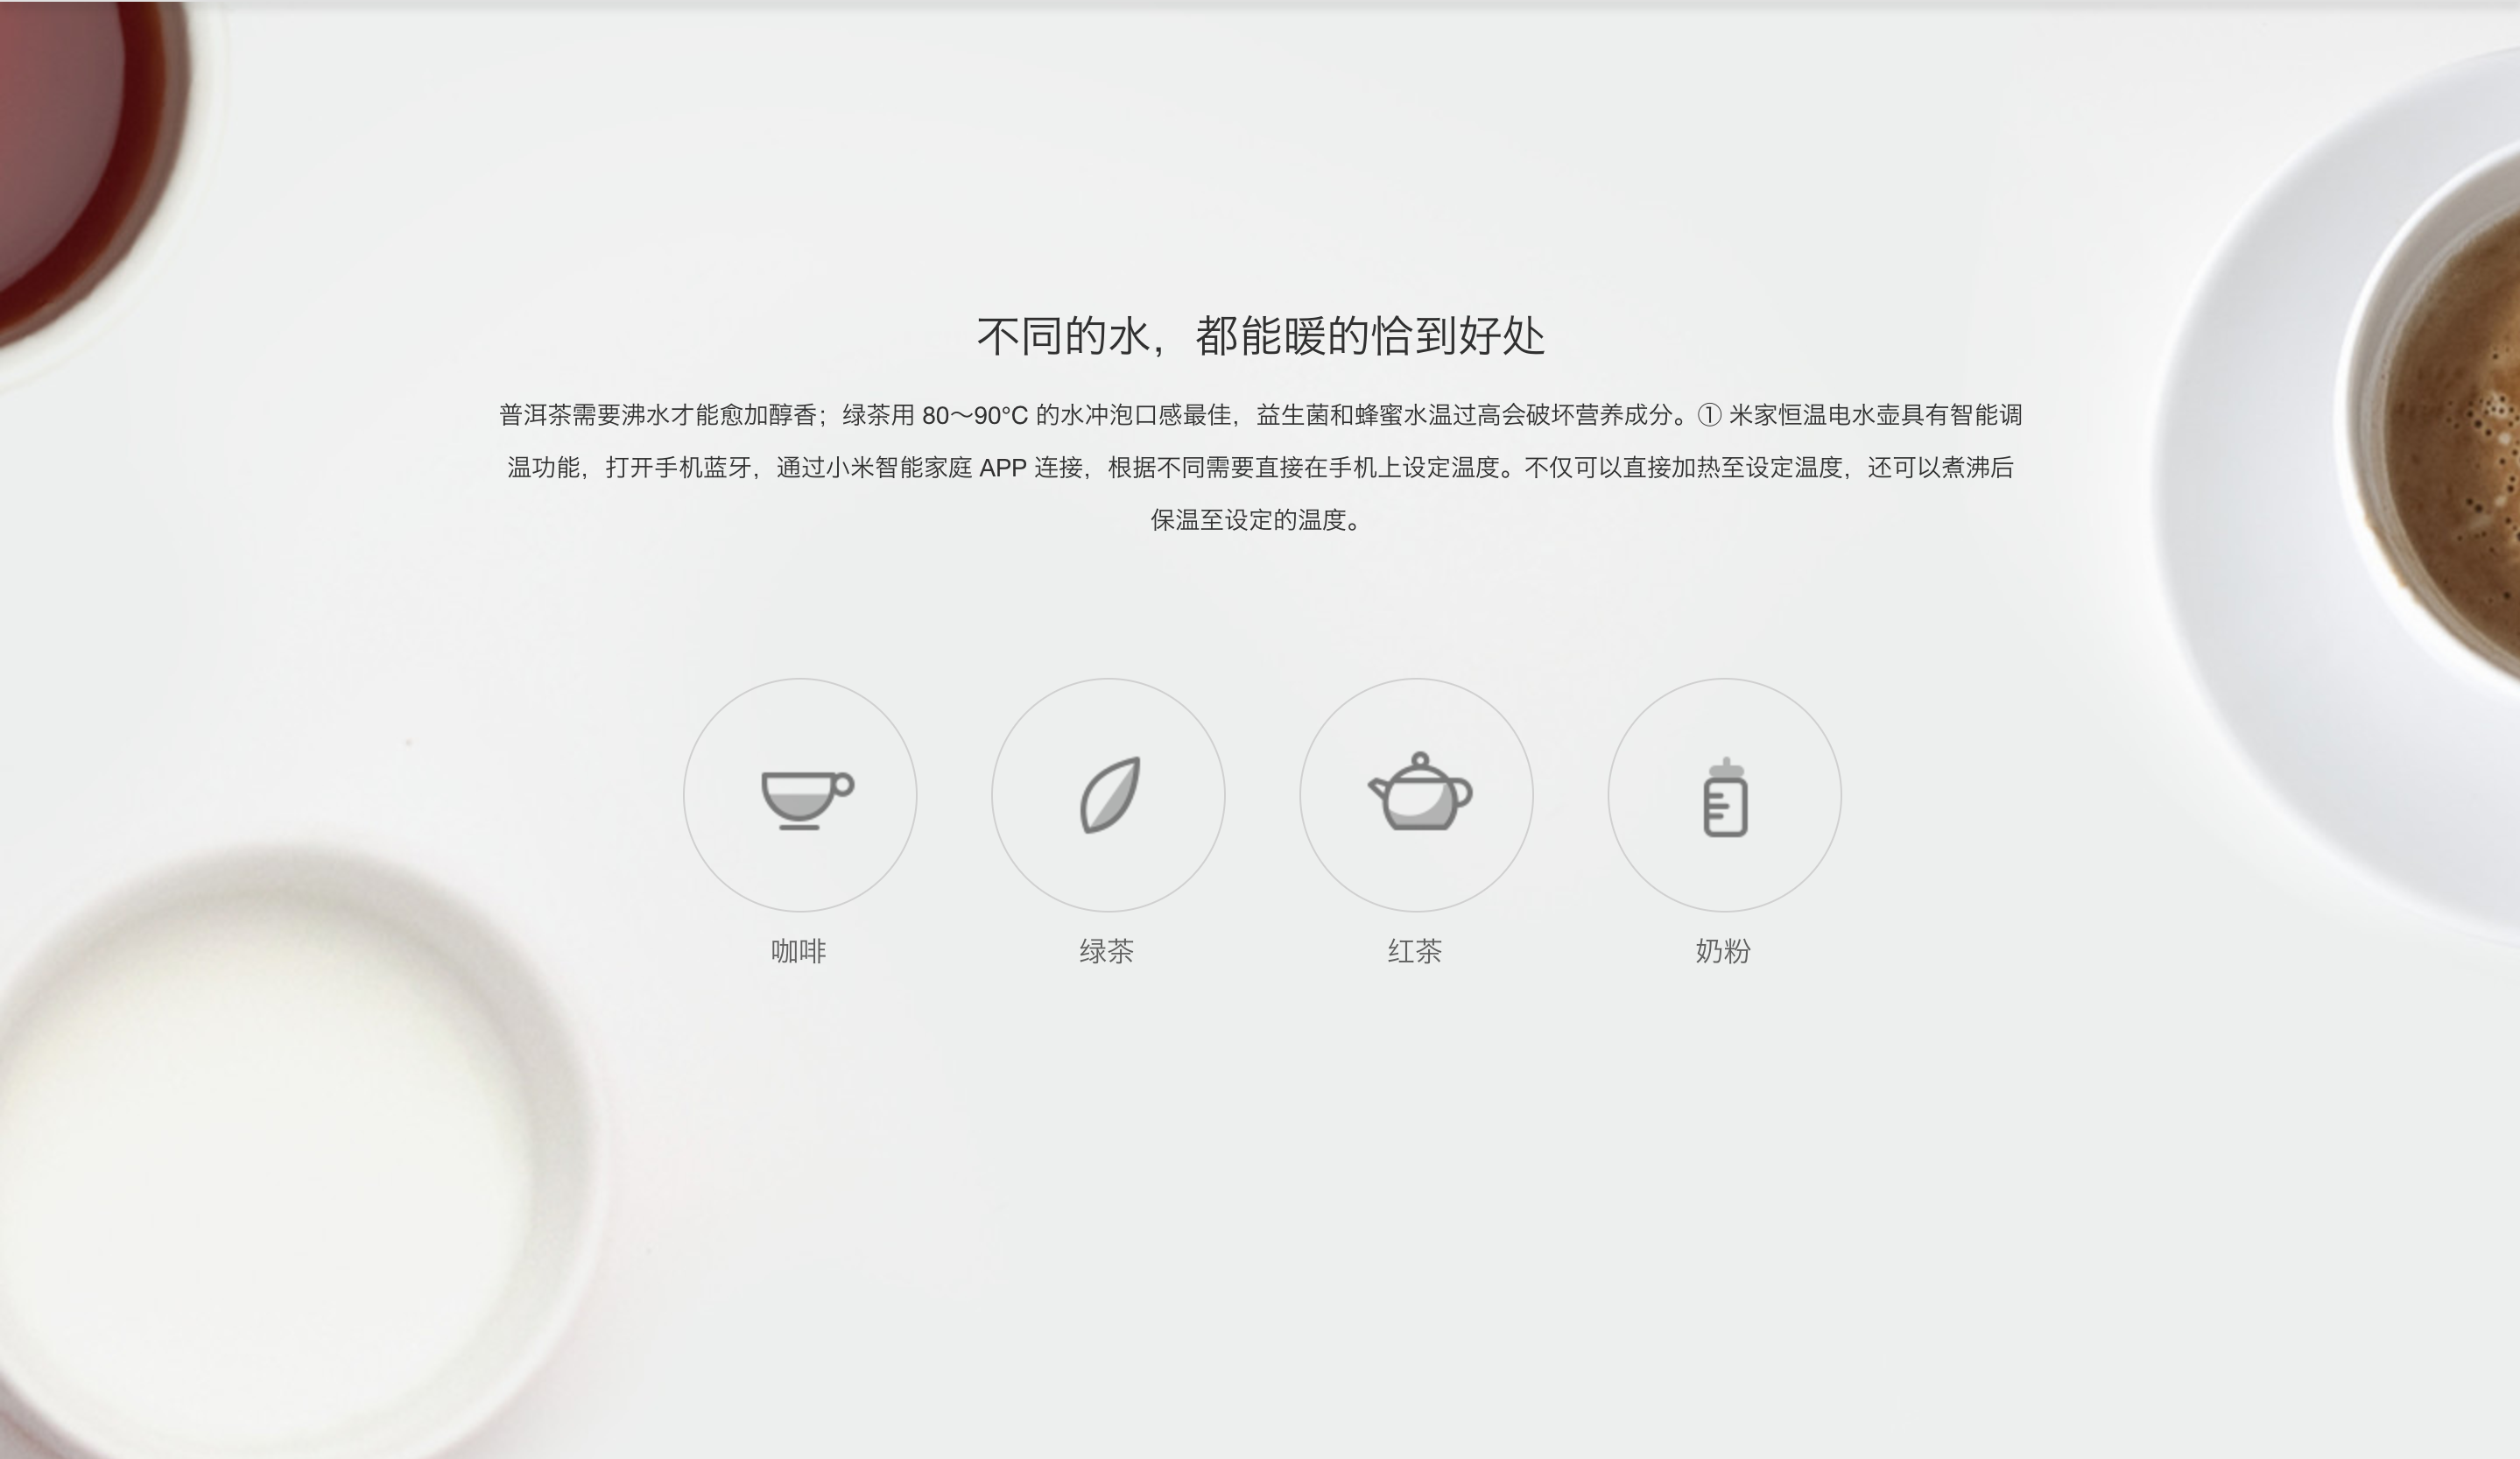 不同的水，都能暖的恰到好处
普洱茶需要沸水才能愈加醇香；绿茶用 80～90°C 的水冲泡口感最佳，益生菌和蜂蜜水温过高会破坏营养成分。① 米家恒温电水壶具有智能调
温功能，打开手机蓝牙，通过小米智能家庭 APP 连接，根据不同需要直接在手机上设定温度。不仅可以直接加热至设定温度，还可以煮沸后
保温至设定的温度。
咖啡
绿茶
红茶
奶粉